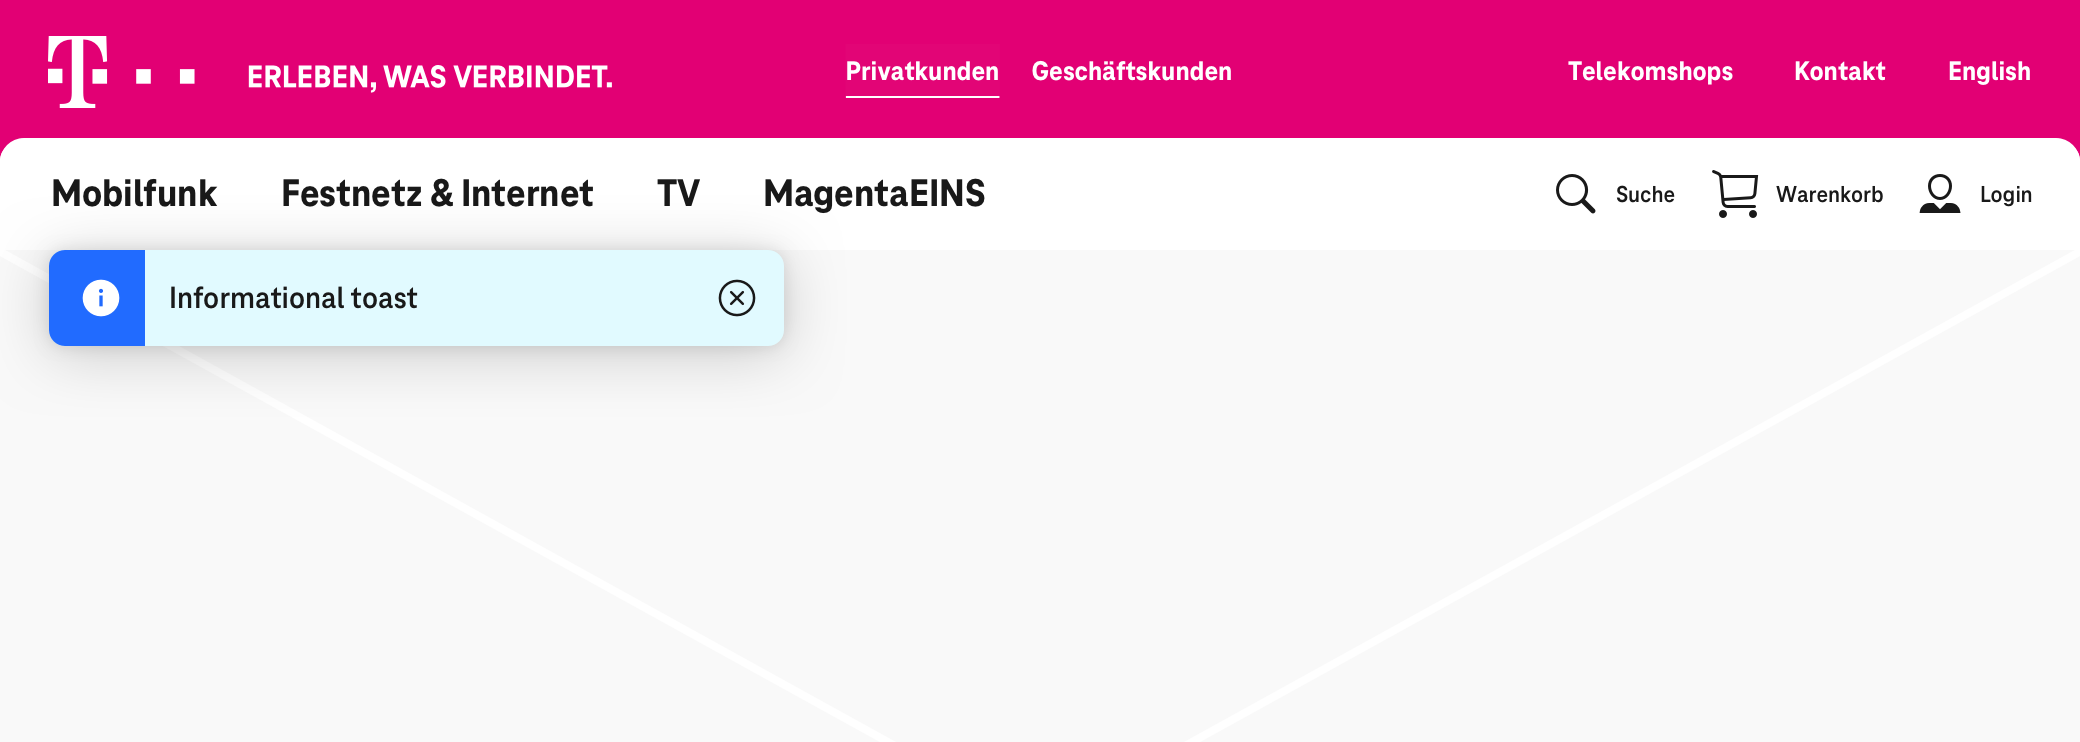 T
ERLEBEN, WAS VERBINDET.
Privatkunden Geschäftskunden
Telekomshops Kontakt English
Mobilfunk Festnetz & Internet TV MagentaEINS
Suche Warenkorb Login
Informational toast